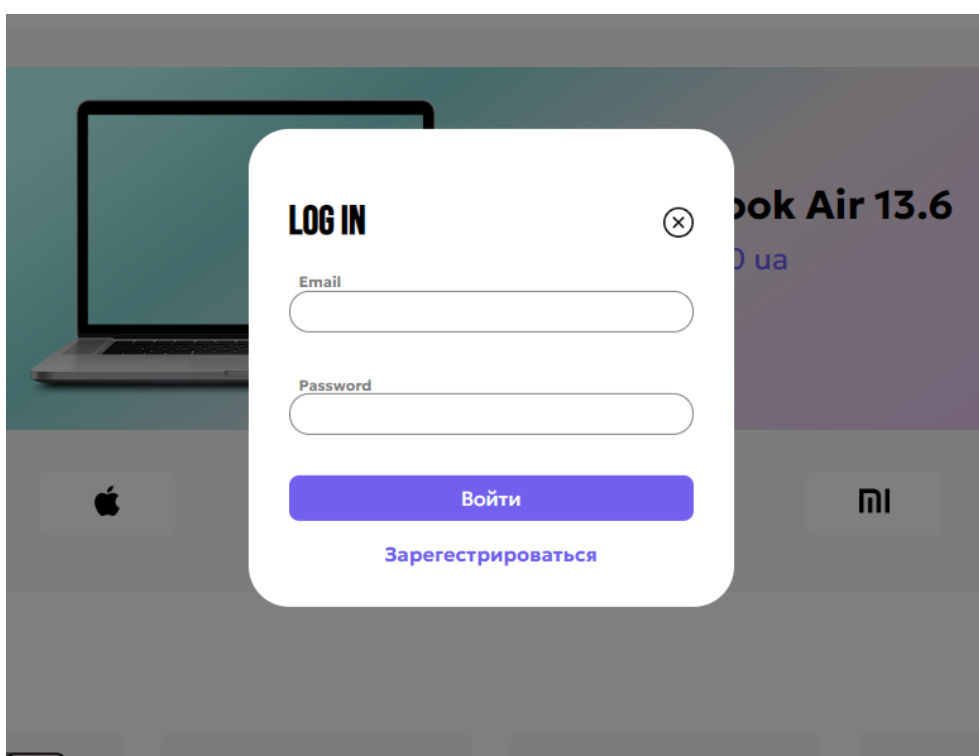 LOG IN
ook Air 13.6
0 ua
Email
Password
Войти
Зарегестрироваться